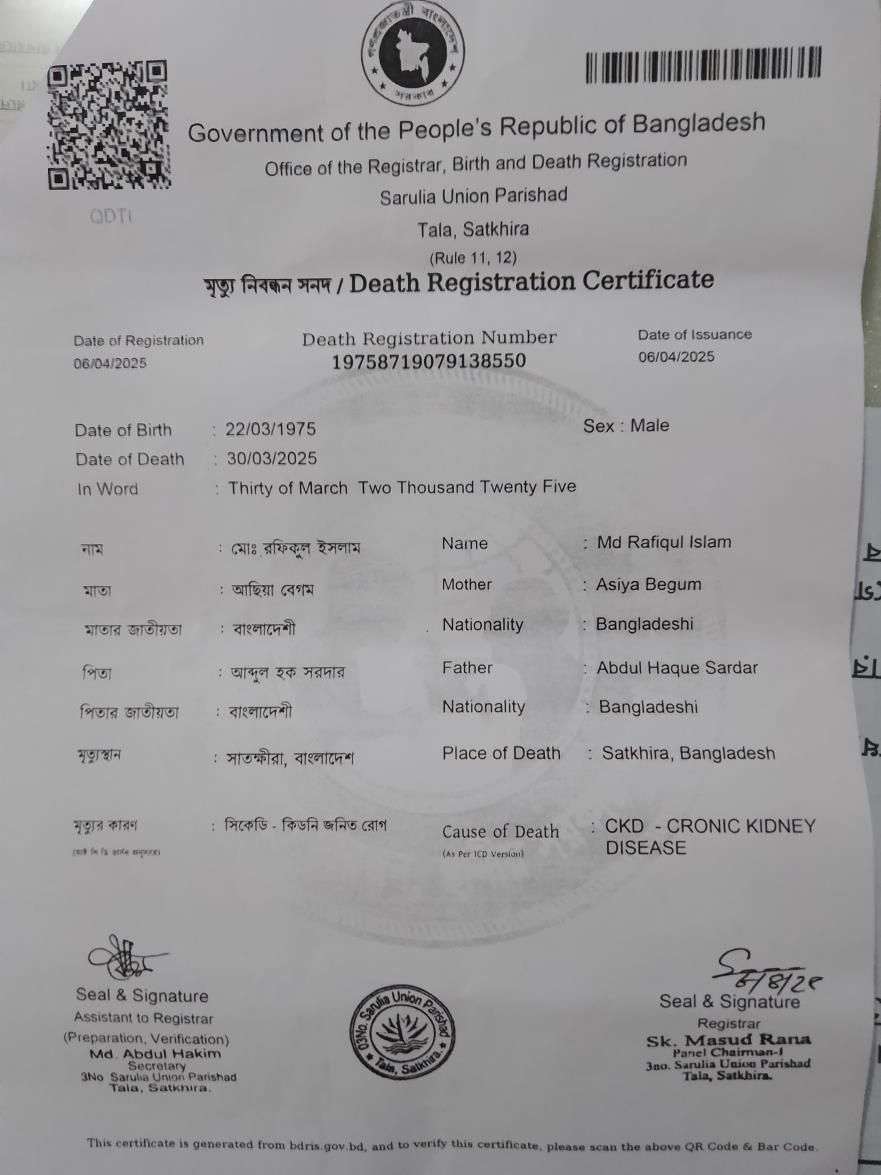 গণপ্রজাতন্ত্রী বাংলাদেশ
সরকার
QDTI
Government of the People's Republic of Bangladesh
Office of the Registrar, Birth and Death Registration
Sarulia Union Parishad
Tala, Satkhira
(Rule 11, 12)
মৃত্যু নিবন্ধন সনদ / Death Registration Certificate
Date of Registration Death Registration Number Date of Issuance
06/04/2025 19758719079138550 06/04/2025
Date of Birth : 22/03/1975 Sex : Male
Date of Death : 30/03/2025
In Word : Thirty of March Two Thousand Twenty Five
নাম : মোঃ রফিকুল ইসলাম Name : Md Rafiqul Islam
মাতা : আছিয়া বেগম Mother : Asiya Begum
মাতার জাতীয়তা : বাংলাদেশী Nationality : Bangladeshi
পিতা : আব্দুল হক সরদার Father : Abdul Haque Sardar
পিতার জাতীয়তা : বাংলাদেশী Nationality : Bangladeshi
মৃত্যুস্থান : সাতক্ষীরা, বাংলাদেশ Place of Death : Satkhira, Bangladesh
মৃত্যুর কারণ : সিকেডি - কিডনি জনিত রোগ Cause of Death : CKD - CRONIC KIDNEY
(As Per ICD Version) DISEASE
Seal & Signature
Assistant to Registrar
(Preparation, Verification)
Md. Abdul Hakim
Secretary
3No Sarulia Union Parishad
Tala, Satkhira.
03No. Sarulia Union Parishad
Tala, Satkhira.
Seal & Signature
Registrar
Sk. Masud Rana
Panel Chairman-1
3no. Sarulia Union Parishad
Tala, Satkhira.
This certificate is generated from bdris.gov.bd, and to verify this certificate, please scan the above QR Code & Bar Code.